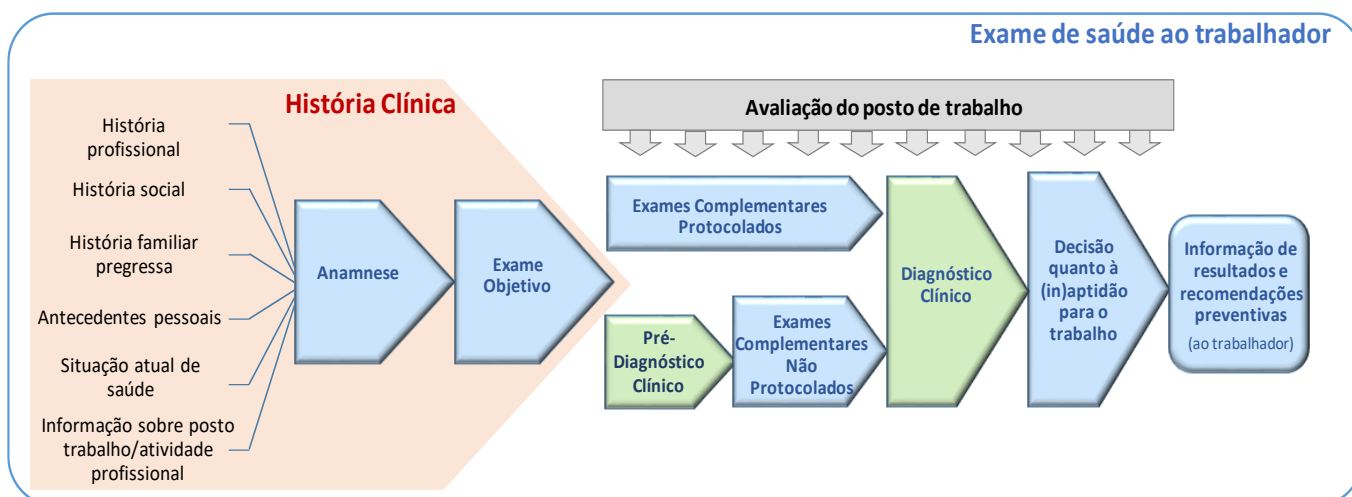 Exame de saúde ao trabalhador
História Clínica
História
profissional
História social
História familiar
pregressa
Antecedentes pessoais
Situação atual de
saúde
Informação sobre posto
trabalho/atividade
profissional
Anamnese
Exame
Objetivo
Avaliação do posto de trabalho
Exames Complementares
Protocolados
Pré-
Diagnóstico
Clínico
Exames
Complementares
Não
Protocolados
Diagnóstico
Clínico
Decisão
quanto à
(in)aptidão
para o
trabalho
Informação de
resultados e
recomendações
preventivas
(ao trabalhador)